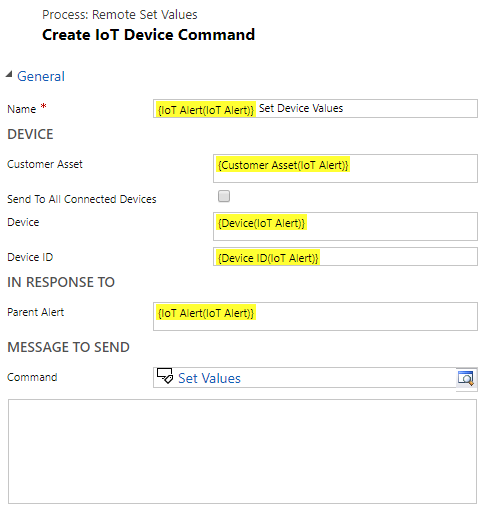 Process: Remote Set Values
Create IoT Device Command
General
Name * {IoT Alert(IoT Alert)} Set Device Values
DEVICE
Customer Asset {Customer Asset(IoT Alert)}
Send To All Connected Devices
Device {Device(IoT Alert)}
Device ID {Device ID(IoT Alert)}
IN RESPONSE TO
Parent Alert {IoT Alert(IoT Alert)}
MESSAGE TO SEND
Command Set Values